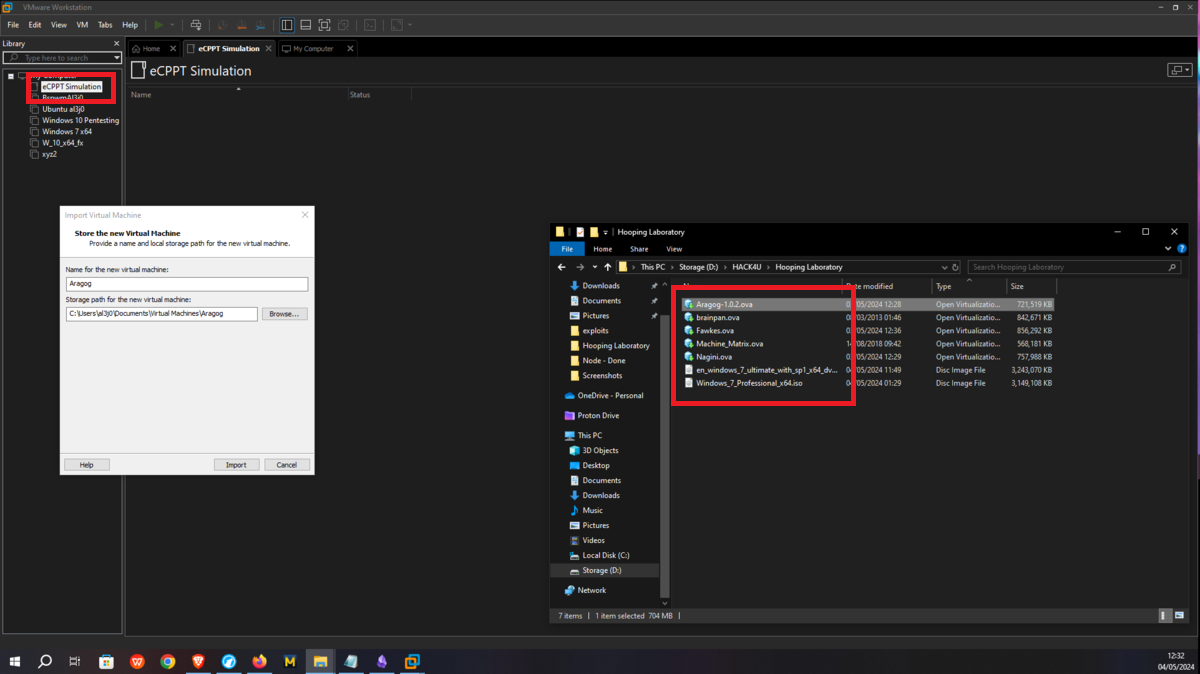 VMware Workstation
File Edit View VM Tabs Help
Library
Type here to search
My Computer
eCPPT Simulation
BspwmAl3j0
Ubuntu al3j0
Windows 10 Pentesting
Windows 7 x64
W_10_x64_fx
xyz2
Home eCPPT Simulation My Computer
eCPPT Simulation
Name Status
Import Virtual Machine
Store the new Virtual Machine
Provide a name and local storage path for the new virtual machine.
Name for the new virtual machine:
Aragog
Storage path for the new virtual machine:
C:\Users\al3j0\Documents\Virtual Machines\Aragog Browse...
Help Import Cancel
Hooping Laboratory
File Home Share View
This PC Storage (D:) HACK4U Hooping Laboratory Search Hooping Laboratory
Downloads
Documents
Pictures
exploits
Hooping Laboratory
Node - Done
Screenshots
OneDrive - Personal
Proton Drive
This PC
3D Objects
Desktop
Documents
Downloads
Music
Pictures
Videos
Local Disk (C:)
Storage (D:)
Network
Date modified Type Size
Aragog-1.0.2.ova 03/05/2024 12:28 Open Virtualizatio... 721,519 KB
brainpan.ova 03/2013 01:46 Open Virtualizatio... 842,671 KB
Fawkes.ova 03/05/2024 12:36 Open Virtualizatio... 856,292 KB
Machine_Matrix.ova 14/08/2018 09:42 Open Virtualizatio... 568,181 KB
Nagini.ova 03/05/2024 12:29 Open Virtualizatio... 757,988 KB
en_windows_7_ultimate_with_sp1_x64_dv... 04/05/2024 11:49 Disc Image File 3,243,070 KB
Windows_7_Professional_x64.iso 04/05/2024 01:29 Disc Image File 3,149,108 KB
7 items 1 item selected 704 MB
12:32
04/05/2024